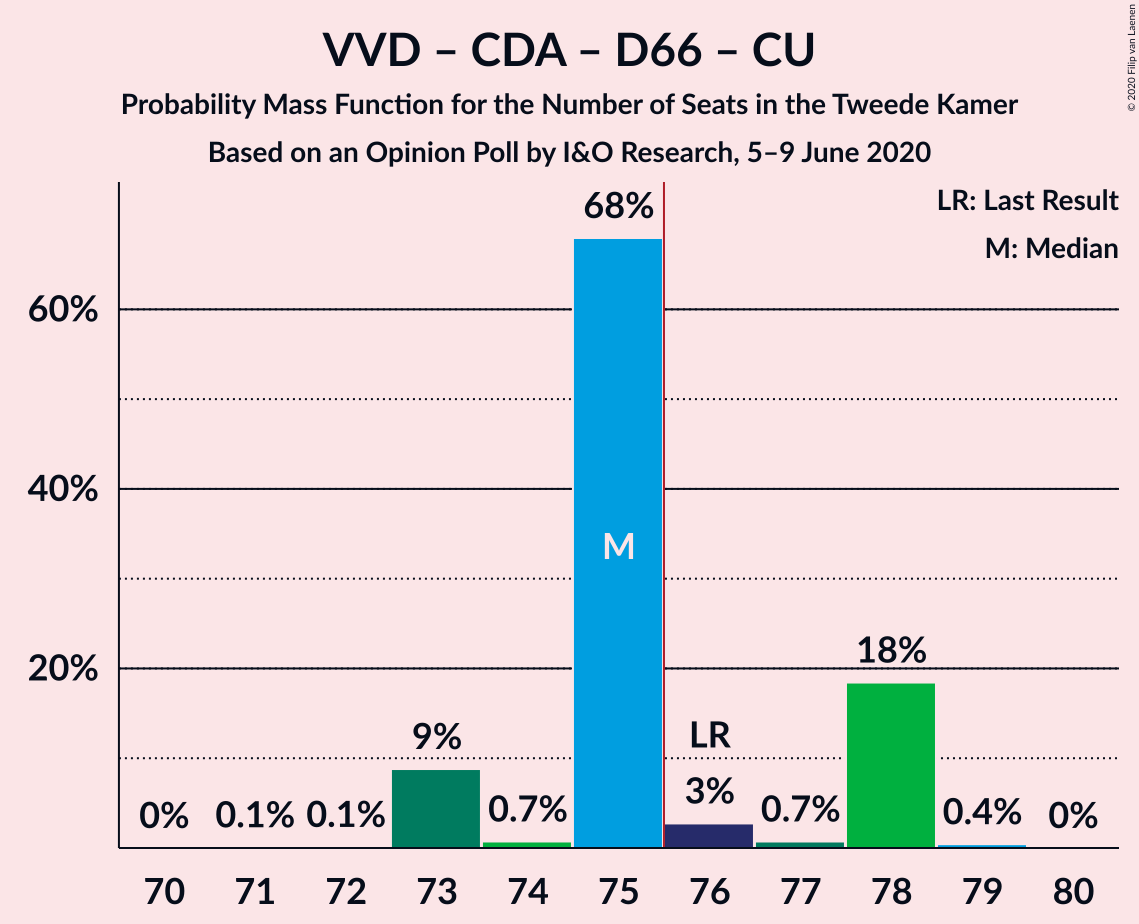 VVD – CDA – D66 – CU
Probability Mass Function for the Number of Seats in the Tweede Kamer
Based on an Opinion Poll by I&O Research, 5–9 June 2020
© 2020 Filip van Laenen
LR: Last Result
M: Median
60%
40%
20%
0%
0.1%
0.1%
9%
0.7%
68%
M
LR
3%
0.7%
18%
0.4%
0%
70 71 72 73 74 75 76 77 78 79 80